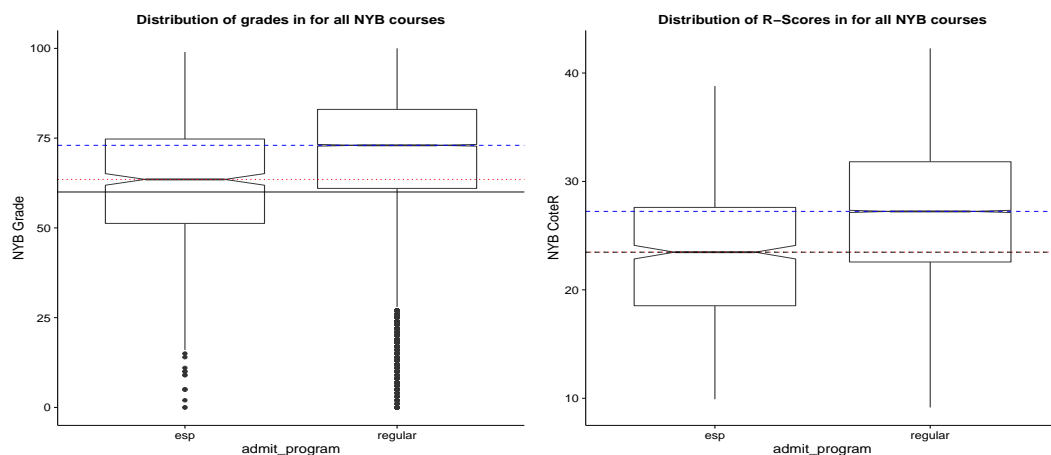 Distribution of grades in for all NYB courses
100
75
50
25
0
NYB Grade
esp
regular
admit_program
Distribution of R−Scores in for all NYB courses
40
30
20
10
NYB CoteR
esp
regular
admit_program